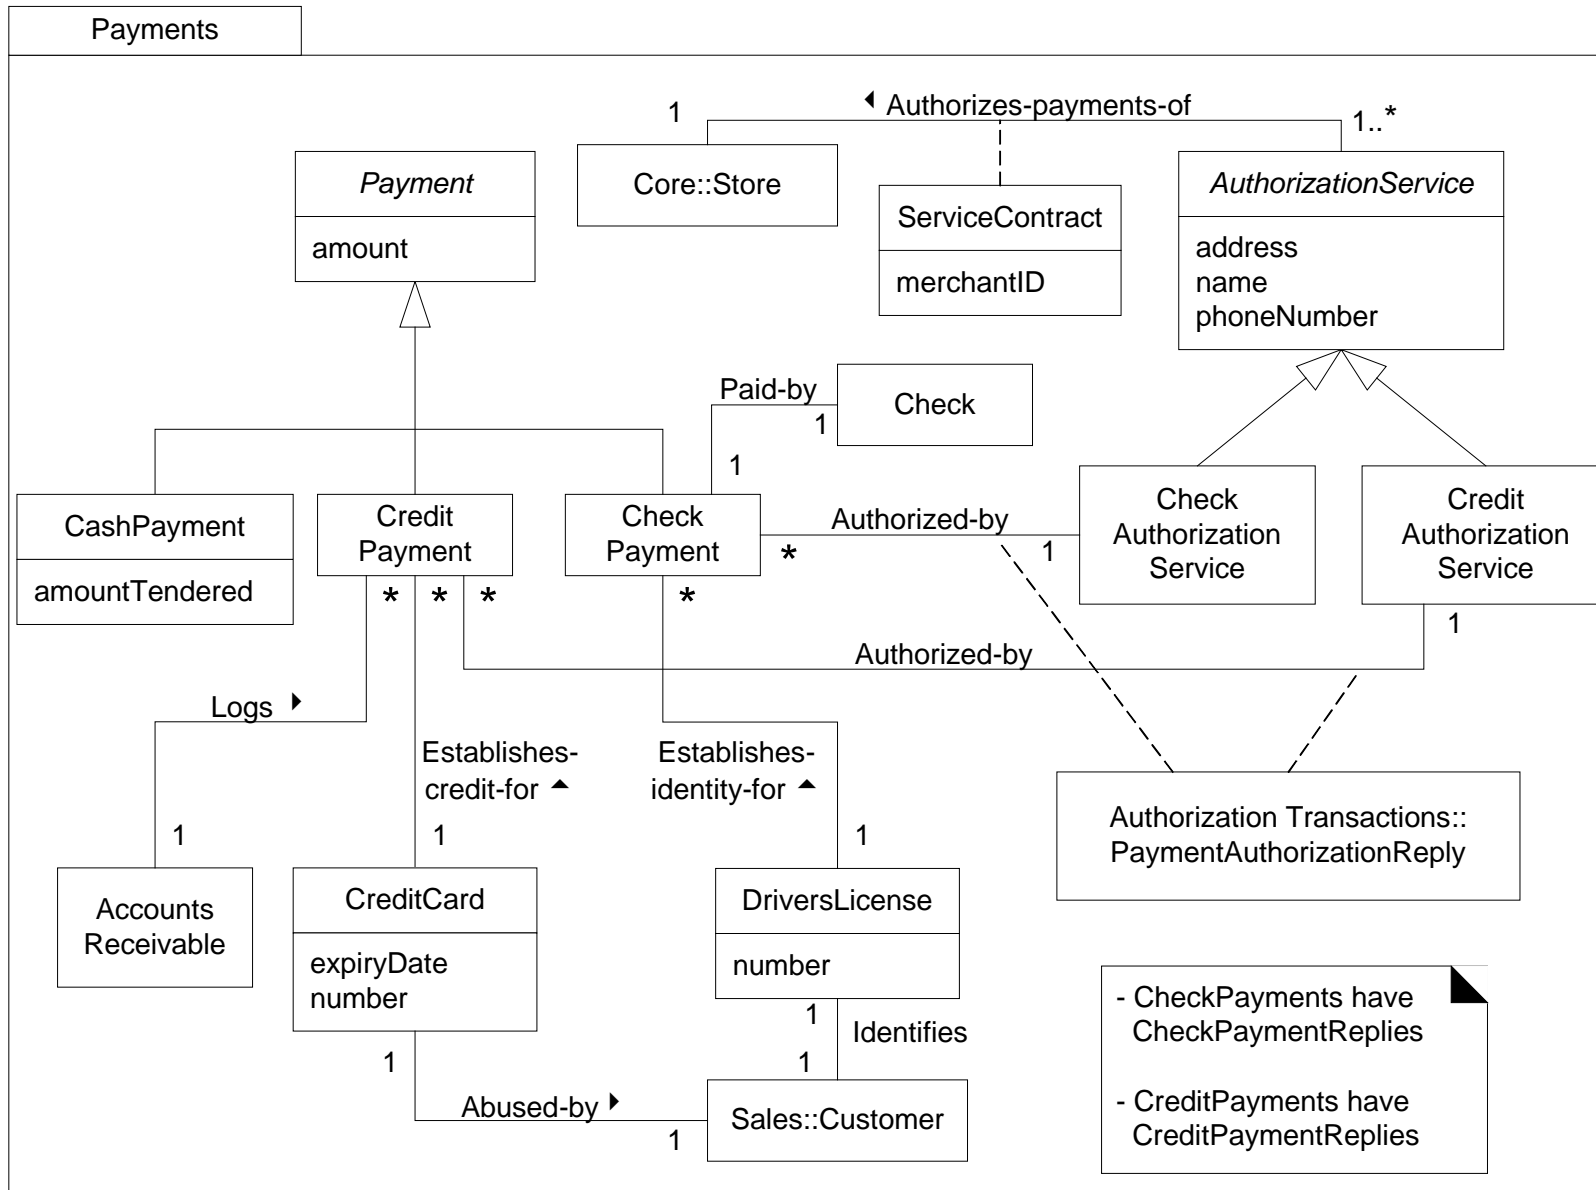 Payments
Authorizes-payments-of
1
1..*
Payment
amount
Core::Store
ServiceContract
merchantID
AuthorizationService
address
name
phoneNumber
Paid-by
1
Check
1
CashPayment
amountTendered
Credit
Payment
Check
Payment
Authorized-by
*
1
Check
Authorization
Service
Credit
Authorization
Service
*
*
*
*
1
Authorized-by
Logs
Establishes-
credit-for
Establishes-
identity-for
1
1
1
Authorization Transactions::
PaymentAuthorizationReply
Accounts
Receivable
CreditCard
expiryDate
number
DriversLicense
number
1
Identifies
1
1
Abused-by
1
Sales::Customer
- CheckPayments have
CheckPaymentReplies
- CreditPayments have
CreditPaymentReplies